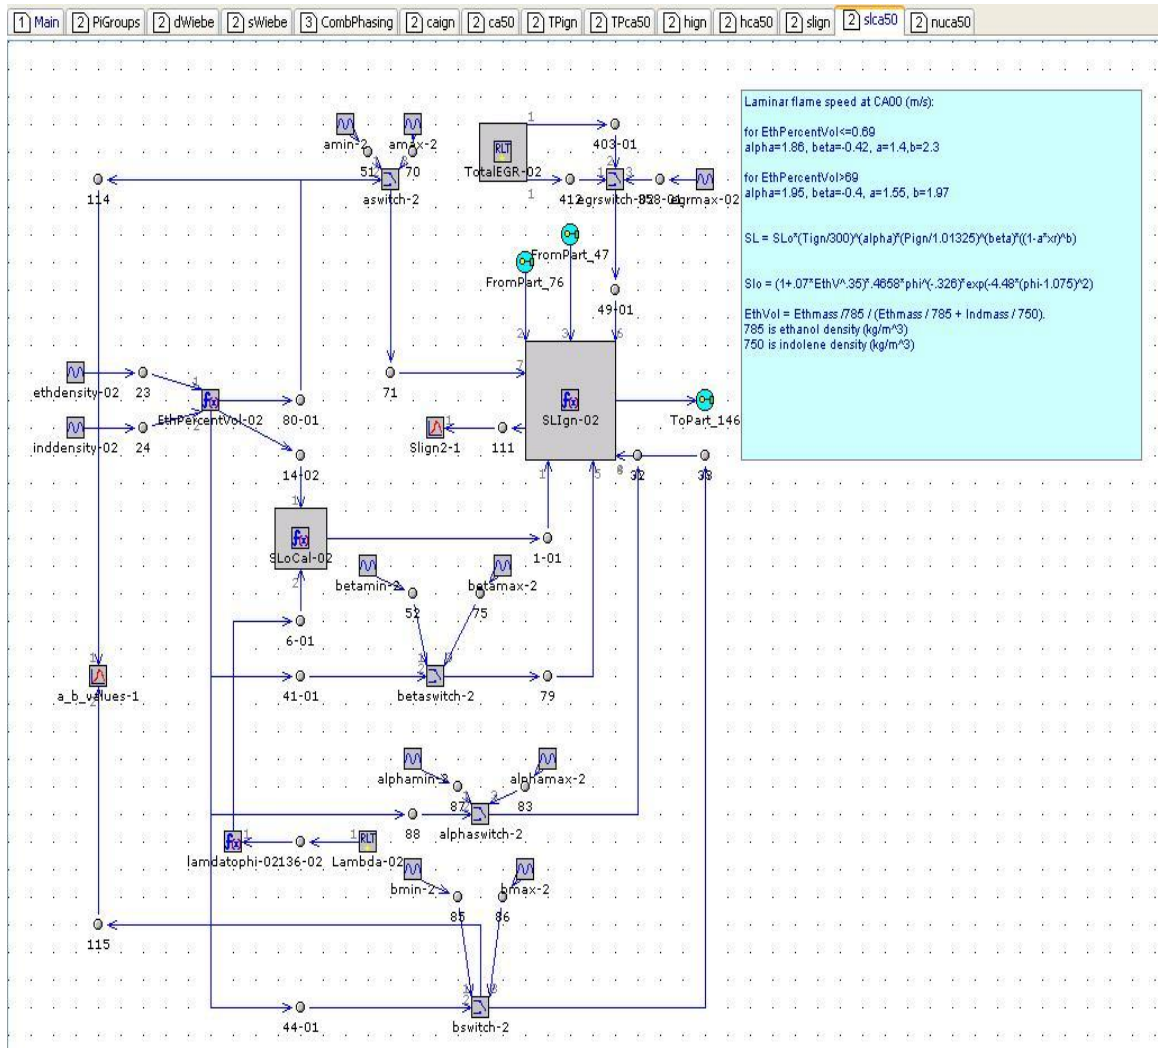 1 Main 2 PiGroups 2 dWiebe 2 sWiebe 3 CombPhasing 2 caign 2 ca50 2 TPign 2 TPca50 2 hign 2 hca50 2 slign 2 slca50 2 nuca50
Laminar flame speed at CA00 (m/s):
for EthPercentVol<=0.69
alpha=1.86, beta=-0.42, a=1.4,b=2.3
for EthPercentVol>69
alpha=1.95, beta=-0.4, a=1.55, b=1.97
SL = SLo*(Tign/300)^(alpha)*(Pign/1.01325)^(beta)*((1-a*xr)^b)
Slo = (1+.07*EthV^.35)*.4658*phi^(-.326)*exp(-4.48*(phi-1.075)^2)
EthVol = Ethmass /785 / (Ethmass / 785 + Indmass / 750).
785 is ethanol density (kg/m^3)
750 is indolene density (kg/m^3)
amin-2 amax-2
403-01
RLT
TotalEGR-02
51 70
114
aswitch-2
412 egrswitch-02 958-01 egrmax-02
FromPart_47
FromPart_76
49-01
ethdensity-02 23
71
SLIgn-02
EthPercentVol-02 80-01
ToPart_146
inddensity-02 24
Slign2-1 111
14-02
32 33
SLoCal-02
1-01
betamin-2 betamax-2
52 75
6-01
a_b_values-1
41-01
betaswitch-2
79
alphamin-2 alphamax-2
87 83
88
alphaswitch-2
lamdatophi-02 136-02 Lambda-02
RLT
bmin-2 bmax-2
85 86
115
44-01
bswitch-2